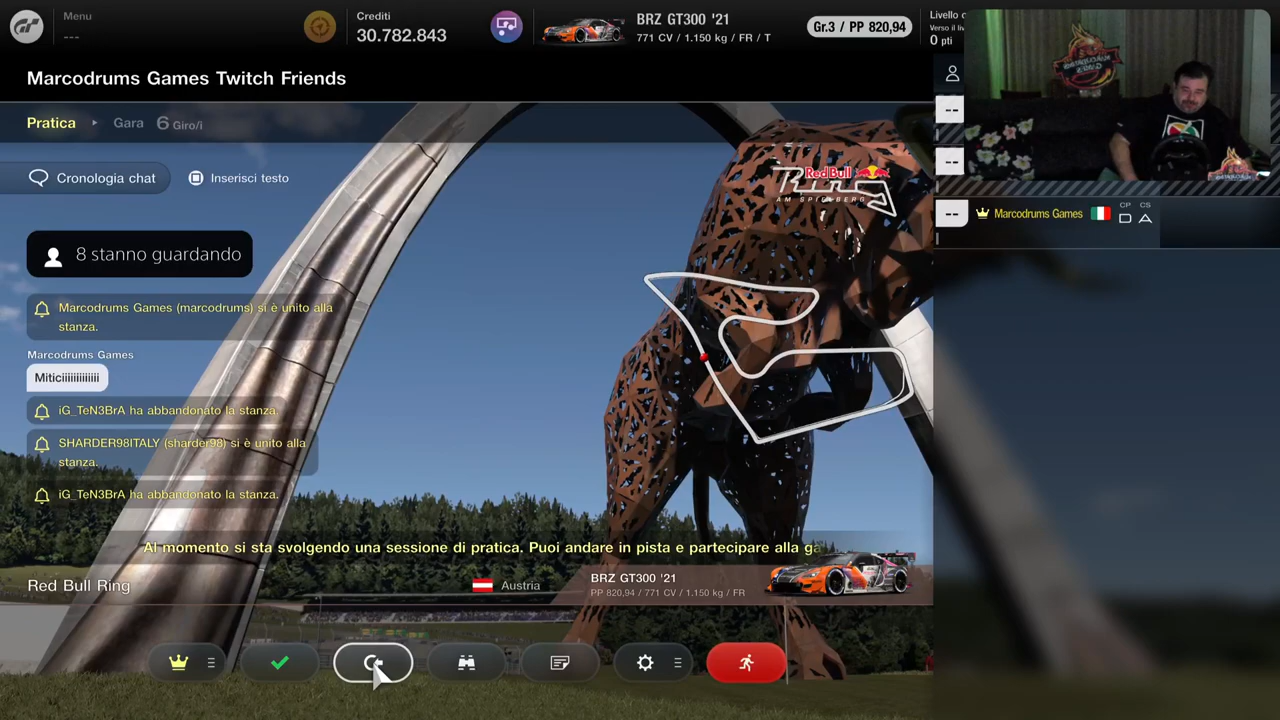 Menu
---
Crediti
30.782.843
BRZ GT300 '21
771 CV / 1.150 kg / FR / T
Gr.3 / PP 820,94
Livello c
Verso il liv
0 pti
Marcodrums Games Twitch Friends
Pratica
Gara 6 Giro/i
Cronologia chat
Inserisci testo
8 stanno guardando
Marcodrums Games (marcodrums) si è unito alla
stanza.
Marcodrums Games
Miticiiiiiiiiiiiii
iG_TeN3BrA ha abbandonato la stanza.
SHARDER98ITALY (sharder98) si è unito alla
stanza.
iG_TeN3BrA ha abbandonato la stanza.
Red Bull
Ring
AM SPIELBERG
--
--
--
Marcodrums Games
CP
D
CS
A
Al momento si sta svolgendo una sessione di pratica. Puoi andare in pista e partecipare alla ga
Red Bull Ring
Austria
BRZ GT300 '21
PP 820,94 / 771 CV / 1.150 kg / FR